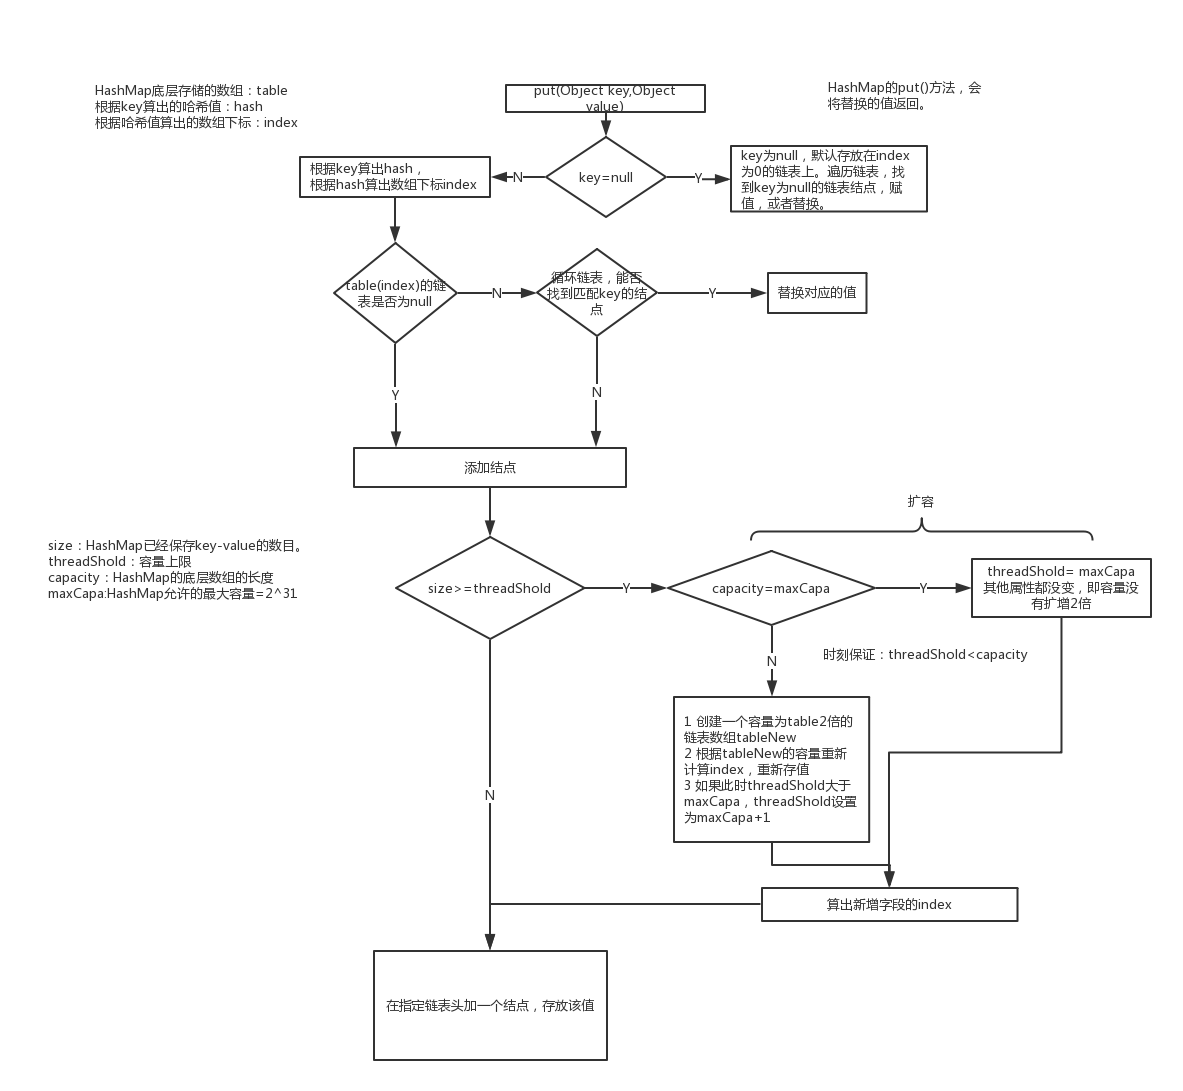 HashMap底层存储的数组：table
根据key算出的哈希值：hash
根据哈希值算出的数组下标：index
put(Object key,Object
value)
HashMap的put()方法，会
将替换的值返回。
根据key算出hash，
根据hash算出数组下标index
N
key=null
Y
key为null，默认存放在index
为0的链表上。遍历链表，找
到key为null的链表结点，赋
值，或者替换。
table(index)的链
表是否为null
N
循环链表，能否
找到匹配key的结
点
Y
替换对应的值
Y
N
添加结点
扩容
size：HashMap已经保存key-value的数目。
threadShold：容量上限
capacity：HashMap的底层数组的长度
maxCapa:HashMap允许的最大容量=2^31
size>=threadShold
Y
capacity=maxCapa
Y
threadShold= maxCapa
其他属性都没变，即容量没
有扩增2倍
N
时刻保证：threadShold<capacity
1 创建一个容量为table2倍的
链表数组tableNew
2 根据tableNew的容量重新
计算index，重新存值
3 如果此时threadShold大于
maxCapa，threadShold设置
为maxCapa+1
N
算出新增字段的index
在指定链表头加一个结点，存放该值